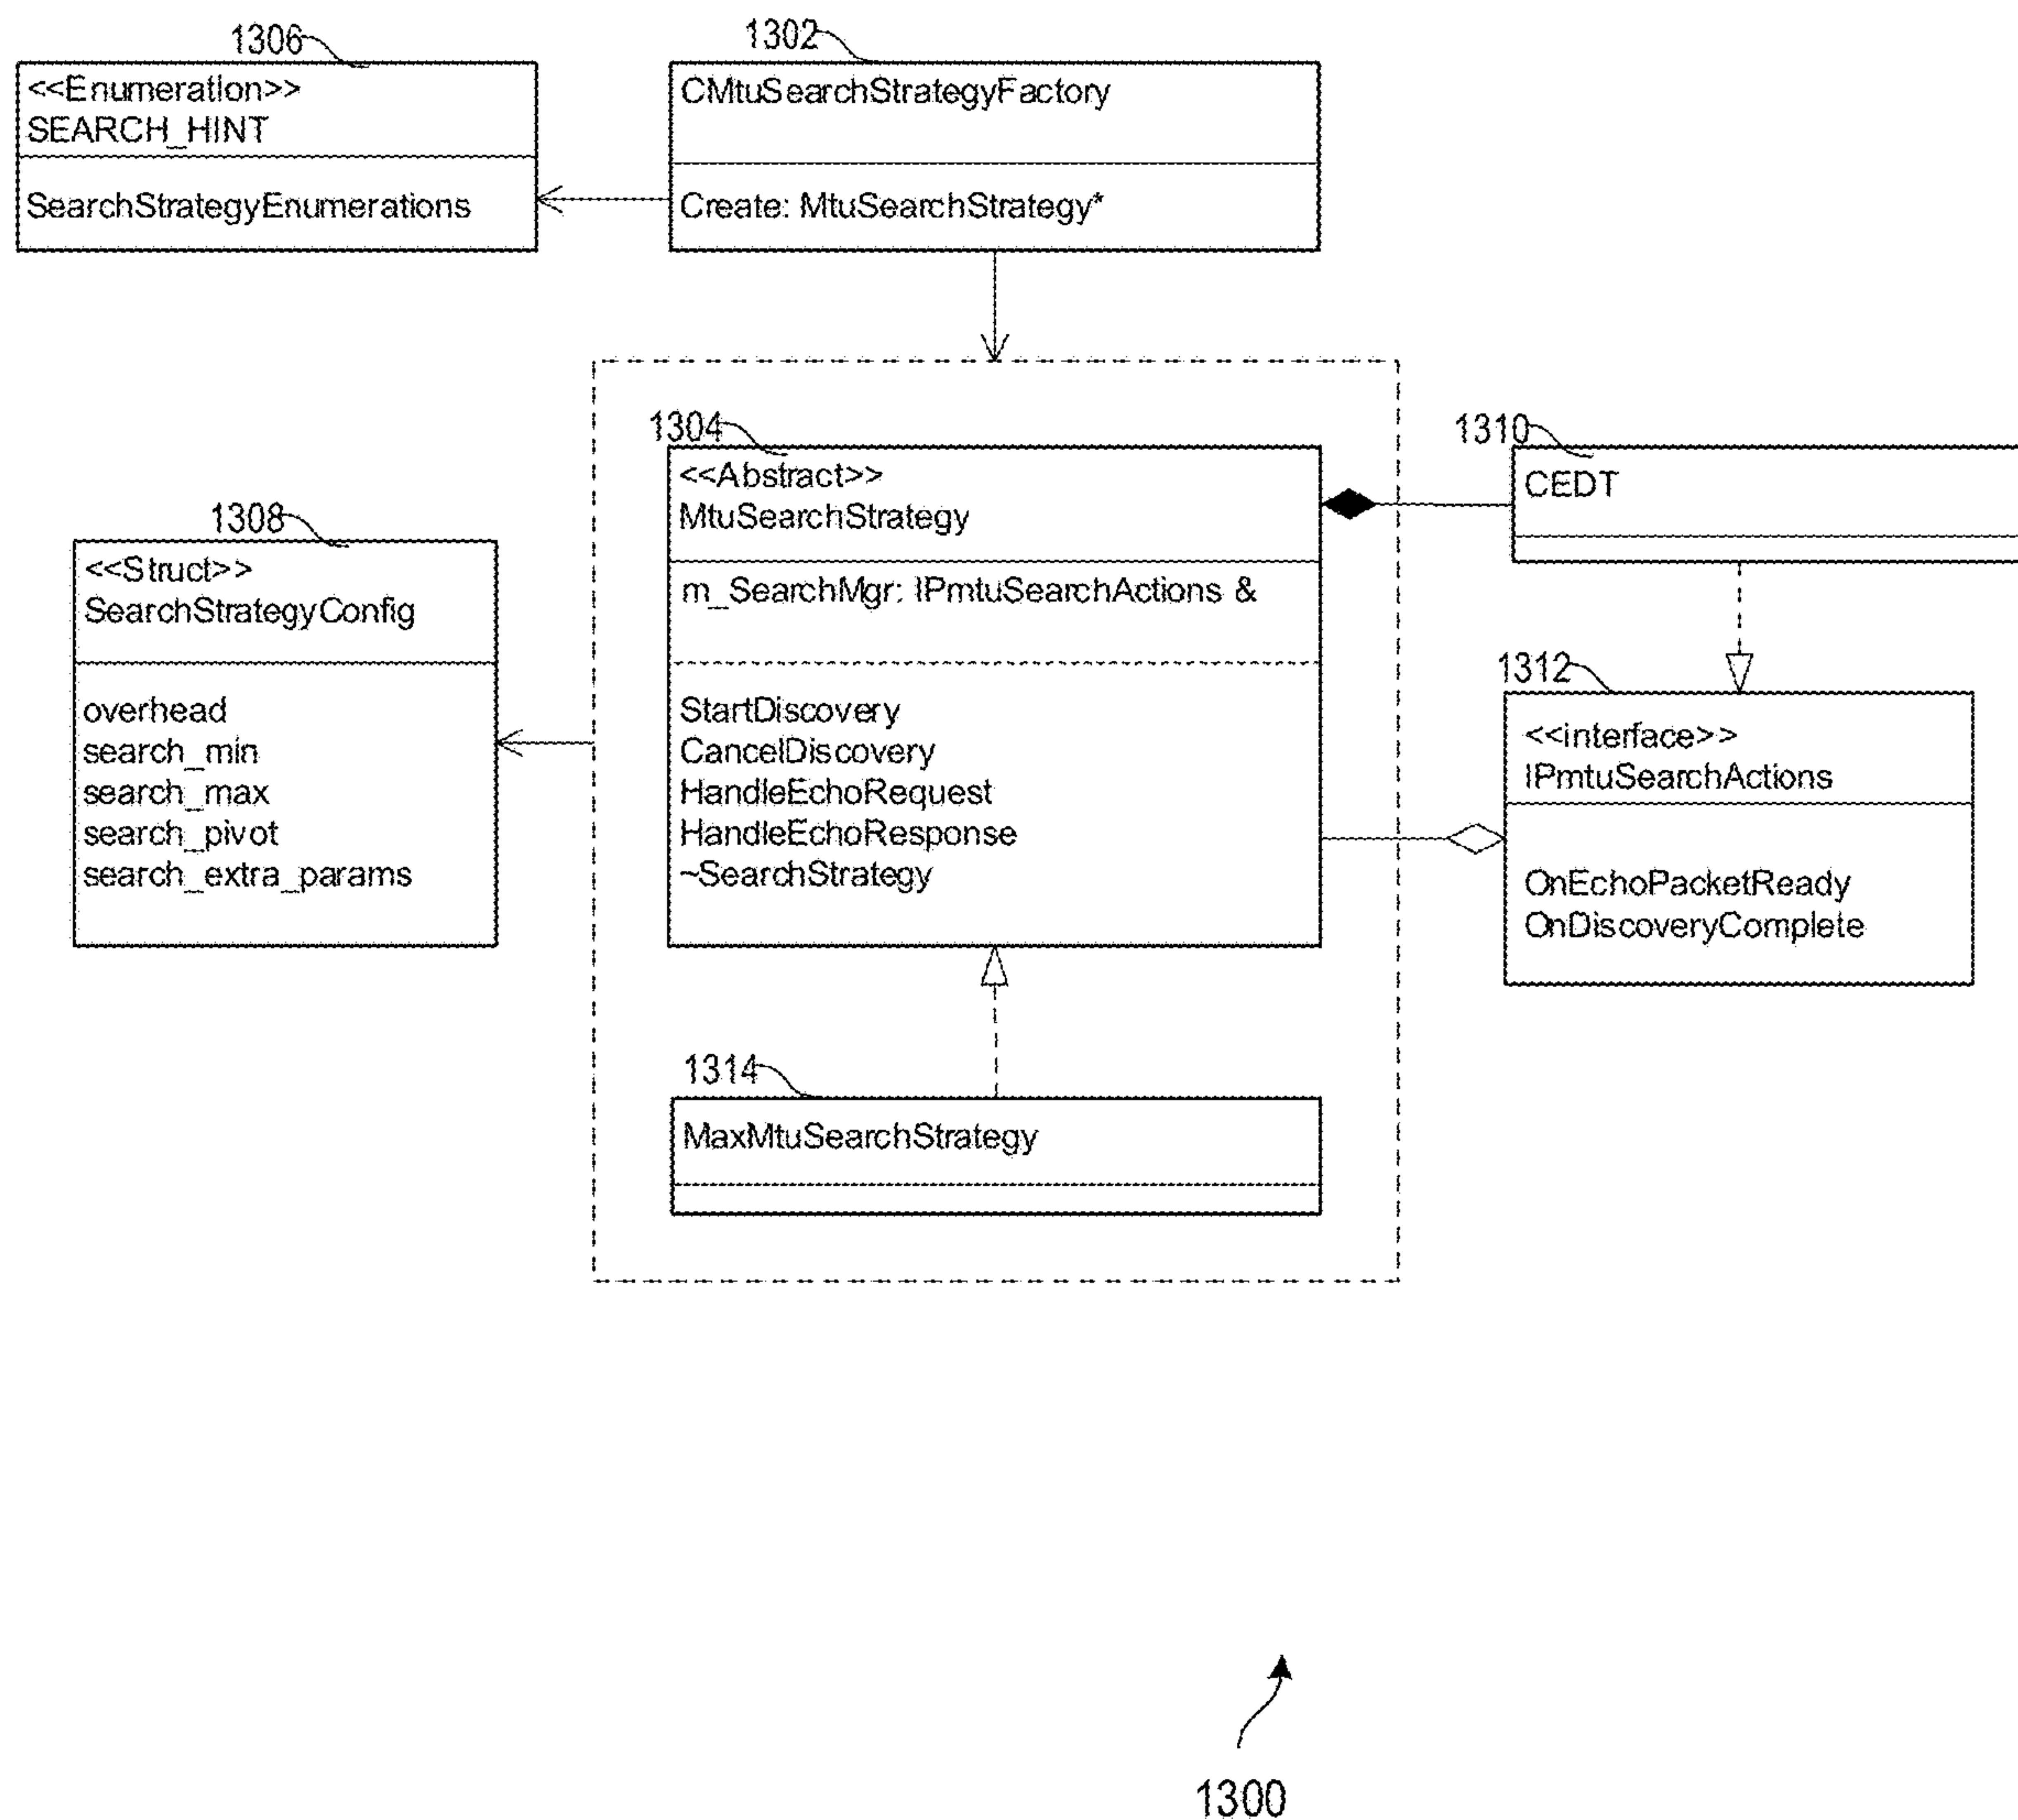 1306
<<Enumeration>>
SEARCH_HINT
SearchStrategyEnumerations
1302
CMtuSearchStrategyFactory
Create: MtuSearchStrategy*
1304
<<Abstract>>
MtuSearchStrategy
m_SearchMgr: IPmtuSearchActions &
StartDiscovery
CancelDiscovery
HandleEchoRequest
HandleEchoResponse
~SearchStrategy
1310
CEDT
1308
<<Struct>>
SearchStrategyConfig
overhead
search_min
search_max
search_pivot
search_extra_params
1312
<<interface>>
IPmtuSearchActions
OnEchoPacketReady
OnDiscoveryComplete
1314
MaxMtuSearchStrategy
1300